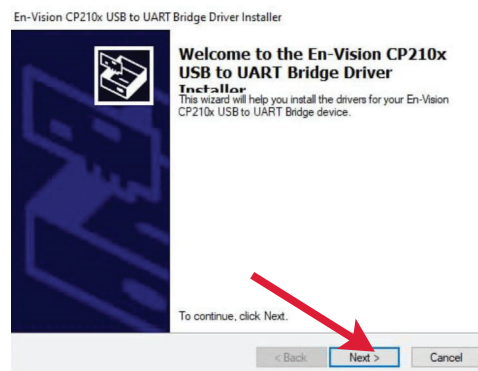 En-Vision CP210x USB to UART Bridge Driver Installer
Welcome to the En-Vision CP210x
USB to UART Bridge Driver
Installer
This wizard will help you install the drivers for your En-Vision
CP210x USB to UART Bridge device.
To continue, click Next.
< Back
Next >
Cancel